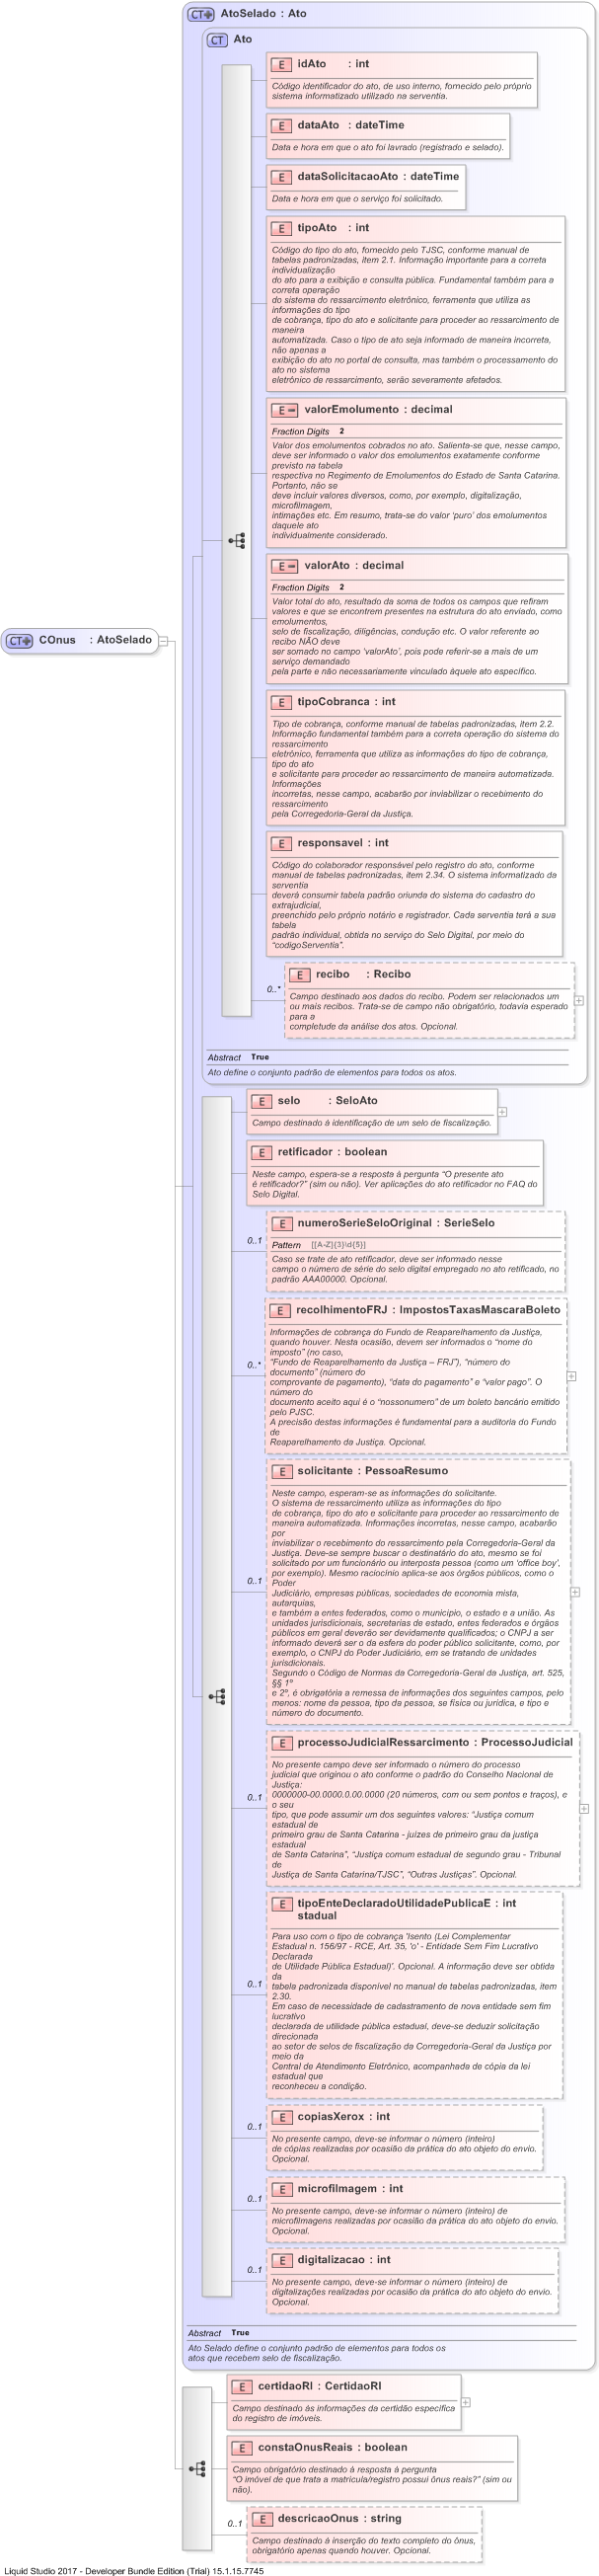 CT AtoSelado : Ato
CT Ato
E idAto : int
Código identificador do ato, de uso interno, fornecido pelo próprio
sistema informatizado utilizado na serventia.
E dataAto : dateTime
Data e hora em que o ato foi lavrado (registrado e selado).
E dataSolicitacaoAto : dateTime
Data e hora em que o serviço foi solicitado.
E tipoAto : int
Código do tipo do ato, fornecido pelo TJSC, conforme manual de
tabelas padronizadas, item 2.1. Informação importante para a correta
individualização
do ato para a exibição e consulta pública. Fundamental também para a
correta operação
do sistema do ressarcimento eletrônico, ferramenta que utiliza as
informações do tipo
de cobrança, tipo do ato e solicitante para proceder ao ressarcimento de
maneira
automatizada. Caso o tipo de ato seja informado de maneira incorreta,
não apenas a
exibição do ato no portal de consulta, mas também o processamento do
ato no sistema
eletrônico de ressarcimento, serão severamente afetados.
E valorEmolumento : decimal
Fraction Digits 2
Valor dos emolumentos cobrados no ato. Salienta-se que, nesse campo,
deve ser informado o valor dos emolumentos exatamente conforme
previsto na tabela
respectiva no Regimento de Emolumentos do Estado de Santa Catarina.
Portanto, não se
deve incluir valores diversos, como, por exemplo, digitalização,
microfilmagem,
intimações etc. Em resumo, trata-se do valor ‘puro’ dos emolumentos
daquele ato
individualmente considerado.
E valorAto : decimal
Fraction Digits 2
Valor total do ato, resultado da soma de todos os campos que refiram
valores e que se encontrem presentes na estrutura do ato enviado, como
emolumentos,
selo de fiscalização, diligências, condução etc. O valor referente ao
recibo NÃO deve
ser somado no campo ‘valorAto’, pois pode referir-se a mais de um
serviço demandado
pela parte e não necessariamente vinculado àquele ato específico.
CT COnus : AtoSelado
E tipoCobranca : int
Tipo de cobrança, conforme manual de tabelas padronizadas, item 2.2.
Informação fundamental também para a correta operação do sistema do
ressarcimento
eletrônico, ferramenta que utiliza as informações do tipo de cobrança,
tipo do ato
e solicitante para proceder ao ressarcimento de maneira automatizada.
Informações
incorretas, nesse campo, acabarão por inviabilizar o recebimento do
ressarcimento
pela Corregedoria-Geral da Justiça.
E responsavel : int
Código do colaborador responsável pelo registro do ato, conforme
manual de tabelas padronizadas, item 2.34. O sistema informatizado da
serventia
deverá consumir tabela padrão oriunda do sistema do cadastro do
extrajudicial,
preenchido pelo próprio notário e registrador. Cada serventia terá a sua
tabela
padrão individual, obtida no serviço do Selo Digital, por meio do
“codigoServentia”.
E recibo : Recibo
0..*
Campo destinado aos dados do recibo. Podem ser relacionados um
ou mais recibos. Trata-se de campo não obrigatório, todavia esperado
para a
completude da análise dos atos. Opcional.
Abstract True
Ato define o conjunto padrão de elementos para todos os atos.
E selo : SeloAto
Campo destinado à identificação de um selo de fiscalização.
E retificador : boolean
Neste campo, espera-se a resposta à pergunta “O presente ato
é retificador?” (sim ou não). Ver aplicações do ato retificador no FAQ do
Selo Digital.
E numeroSerieSeloOriginal : SerieSelo
0..1
Pattern [[A-Z]{3}\d{5}]
Caso se trate de ato retificador, deve ser informado nesse
campo o número de série do selo digital empregado no ato retificado, no
padrão AAA00000. Opcional.
E recolhimentoFRJ : ImpostosTaxasMascaraBoleto
0..*
Informações de cobrança do Fundo de Reaparelhamento da Justiça,
quando houver. Nesta ocasião, devem ser informados o “nome do
imposto” (no caso,
“Fundo de Reaparelhamento da Justiça – FRJ”), “número do
documento” (número do
comprovante de pagamento), “data do pagamento” e “valor pago”. O
número do
documento aceito aqui é o “nossonumero” de um boleto bancário emitido
pelo PJSC.
A precisão destas informações é fundamental para a auditoria do Fundo
de
Reaparelhamento da Justiça. Opcional.
E solicitante : PessoaResumo
0..1
Neste campo, esperam-se as informações do solicitante.
O sistema de ressarcimento utiliza as informações do tipo
de cobrança, tipo do ato e solicitante para proceder ao ressarcimento de
maneira automatizada. Informações incorretas, nesse campo, acabarão
por
inviabilizar o recebimento do ressarcimento pela Corregedoria-Geral da
Justiça. Deve-se sempre buscar o destinatário do ato, mesmo se foi
solicitado por um funcionário ou interposta pessoa (como um ‘office boy’,
por exemplo). Mesmo raciocínio aplica-se aos órgãos públicos, como o
Poder
Judiciário, empresas públicas, sociedades de economia mista,
autarquias,
e também a entes federados, como o município, o estado e a união. As
unidades jurisdicionais, secretarias de estado, entes federados e órgãos
públicos em geral deverão ser devidamente qualificados; o CNPJ a ser
informado deverá ser o da esfera do poder público solicitante, como, por
exemplo, o CNPJ do Poder Judiciário, em se tratando de unidades
jurisdicionais.
Segundo o Código de Normas da Corregedoria-Geral da Justiça, art. 525,
§§ 1º
e 2º, é obrigatória a remessa de informações dos seguintes campos, pelo
menos: nome da pessoa, tipo da pessoa, se física ou jurídica, e tipo e
número do documento.
E processoJudicialRessarcimento : ProcessoJudicial
0..1
No presente campo deve ser informado o número do processo
judicial que originou o ato conforme o padrão do Conselho Nacional de
Justiça:
0000000-00.0000.0.00.0000 (20 números, com ou sem pontos e traços), e
o seu
tipo, que pode assumir um dos seguintes valores: “Justiça comum
estadual de
primeiro grau de Santa Catarina - juízes de primeiro grau da justiça
estadual
de Santa Catarina”, “Justiça comum estadual de segundo grau - Tribunal
de
Justiça de Santa Catarina/TJSC”, “Outras Justiças”. Opcional.
E tipoEnteDeclaradoUtilidadePublicaE : int
stadual
0..1
Para uso com o tipo de cobrança "Isento (Lei Complementar
Estadual n. 156/97 - RCE, Art. 35, 'o' - Entidade Sem Fim Lucrativo
Declarada
de Utilidade Pública Estadual)'. Opcional. A informação deve ser obtida
da
tabela padronizada disponível no manual de tabelas padronizadas, item
2.30.
Em caso de necessidade de cadastramento de nova entidade sem fim
lucrativo
declarada de utilidade pública estadual, deve-se deduzir solicitação
direcionada
ao setor de selos de fiscalização da Corregedoria-Geral da Justiça por
meio da
Central de Atendimento Eletrônico, acompanhada de cópia da lei
estadual que
reconheceu a condição.
E copiasXerox : int
0..1
No presente campo, deve-se informar o número (inteiro)
de cópias realizadas por ocasião da prática do ato objeto do envio.
Opcional.
E microfilmagem : int
0..1
No presente campo, deve-se informar o número (inteiro) de
microfilmagens realizadas por ocasião da prática do ato objeto do envio.
Opcional.
E digitalizacao : int
0..1
No presente campo, deve-se informar o número (inteiro) de
digitalizações realizadas por ocasião da prática do ato objeto do envio.
Opcional.
Abstract True
Ato Selado define o conjunto padrão de elementos para todos os
atos que recebem selo de fiscalização.
E certidaoRI : CertidaoRI
Campo destinado às informações da certidão específica
do registro de imóveis.
E constaOnusReais : boolean
Campo obrigatório destinado à resposta à pergunta
“O imóvel de que trata a matrícula/registro possui ônus reais?” (sim ou
não).
E descricaoOnus : string
0..1
Campo destinado à inserção do texto completo do ônus,
obrigatório apenas quando houver. Opcional.
Liquid Studio 2017 - Developer Bundle Edition (Trial) 15.1.15.7745